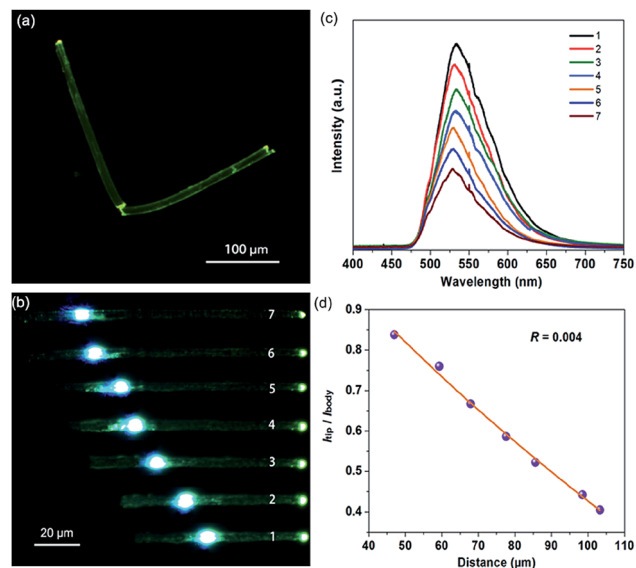 (a)
100 µm
(b)
7
6
5
4
3
2
1
20 µm
(c)
Intensity (a.u.)
1
2
3
4
5
6
7
400 450 500 550 600 650 700 750
Wavelength (nm)
(d)
Itip / Ibody
0.9
0.8
0.7
0.6
0.5
0.4
R = 0.004
40 50 60 70 80 90 100 110
Distance (µm)